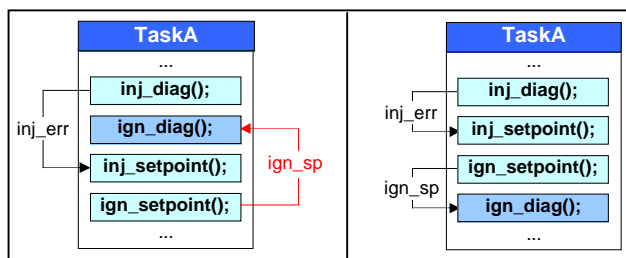 TaskA
...
inj_diag();
inj_err
ign_diag();
inj_setpoint();
ign_sp
ign_setpoint();
...
TaskA
...
inj_diag();
inj_err
inj_setpoint();
ign_setpoint();
ign_sp
ign_diag();
...